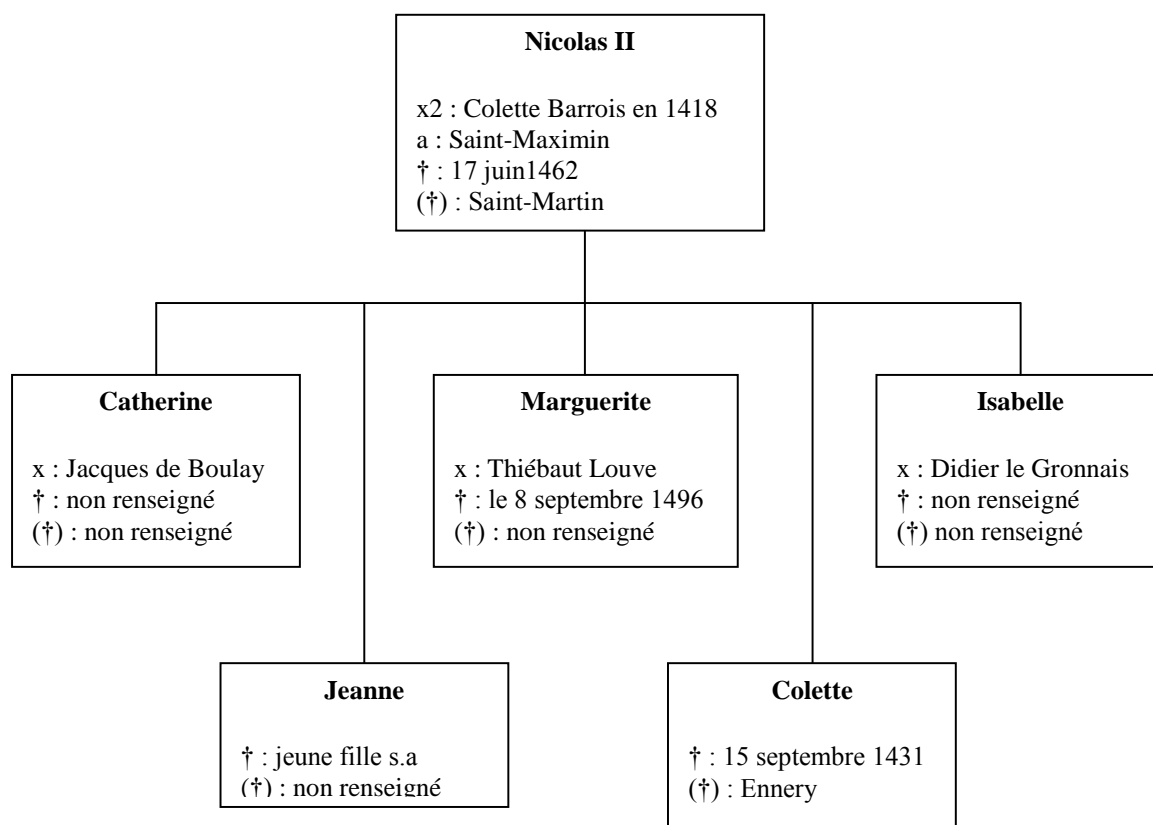 Nicolas II
x2 : Colette Barrois en 1418
a : Saint-Maximin
† : 17 juin1462
(†) : Saint-Martin
Catherine
x : Jacques de Boulay
† : non renseigné
(†) : non renseigné
Marguerite
x : Thiébaut Louve
† : le 8 septembre 1496
(†) : non renseigné
Isabelle
x : Didier le Gronnais
† : non renseigné
(†) non renseigné
Jeanne
† : jeune fille s.a
(†) : non renseigné
Colette
† : 15 septembre 1431
(†) : Ennery